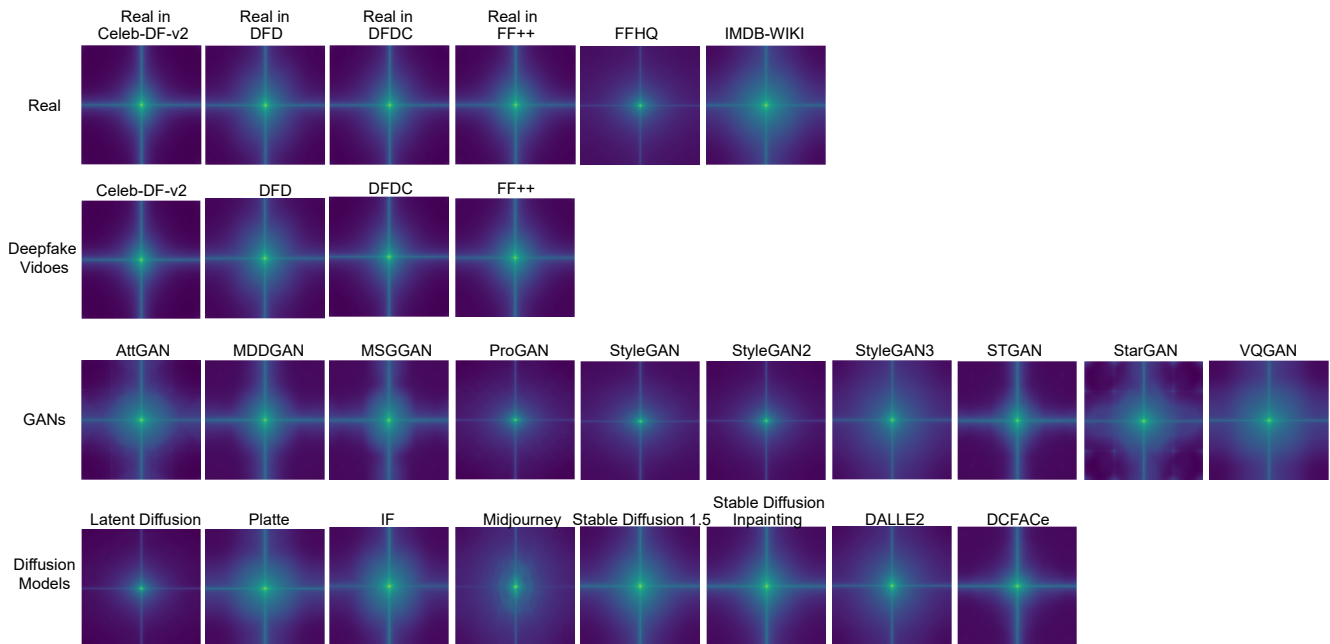 Real in
Celeb-DF-v2
Real in
DFD
Real in
DFDC
Real in
FF++
FFHQ
IMDB-WIKI
Real
Celeb-DF-v2
DFD
DFDC
FF++
Deepfake
Vidoes
AttGAN
MDDGAN
MSGGAN
ProGAN
StyleGAN
StyleGAN2
StyleGAN3
STGAN
StarGAN
VQGAN
GANs
Latent Diffusion
Platte
IF
Midjourney
Stable Diffusion 1.5
Stable Diffusion
Inpainting
DALLE2
DCFACe
Diffusion
Models